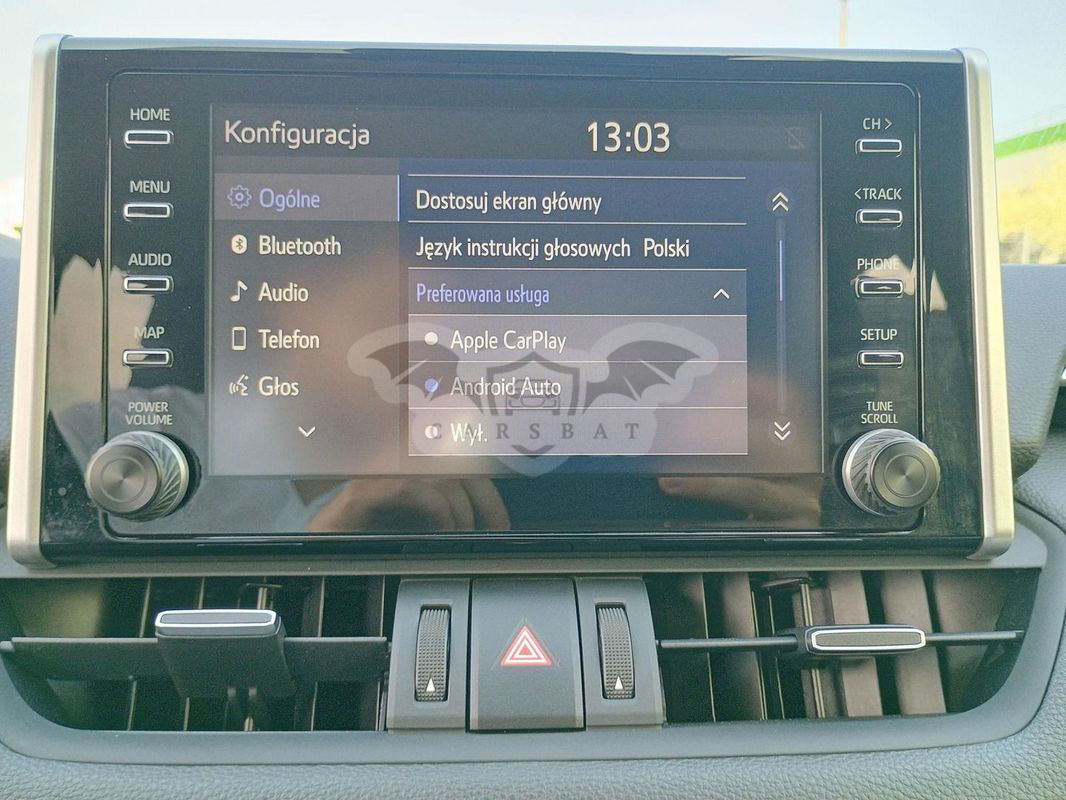 HOME
MENU
AUDIO
MAP
POWER
VOLUME
Konfiguracja
13:03
Ogólne
Bluetooth
Audio
Telefon
Głos
Dostosuj ekran główny
Język instrukcji głosowych Polski
Preferowana usługa
Apple CarPlay
Android Auto
Wył.
CARSBAT
CH >
< TRACK
PHONE
SETUP
TUNE
SCROLL